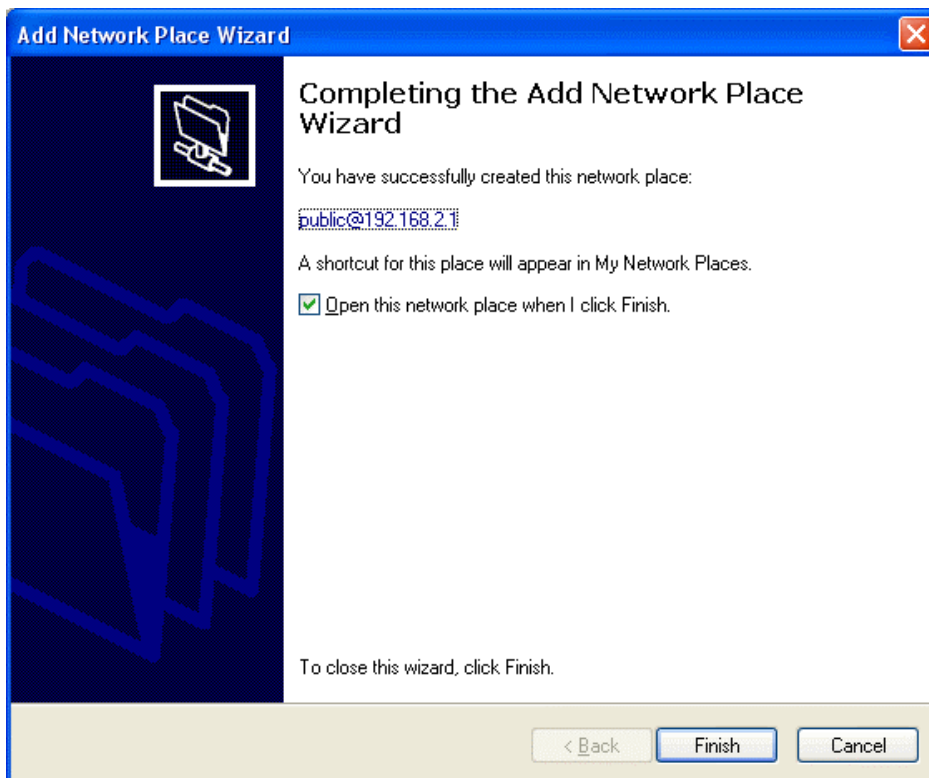 Add Network Place Wizard
Completing the Add Network Place
Wizard
You have successfully created this network place:
public@192.168.2.1
A shortcut for this place will appear in My Network Places.
Open this network place when I click Finish.
To close this wizard, click Finish.
< Back Finish Cancel